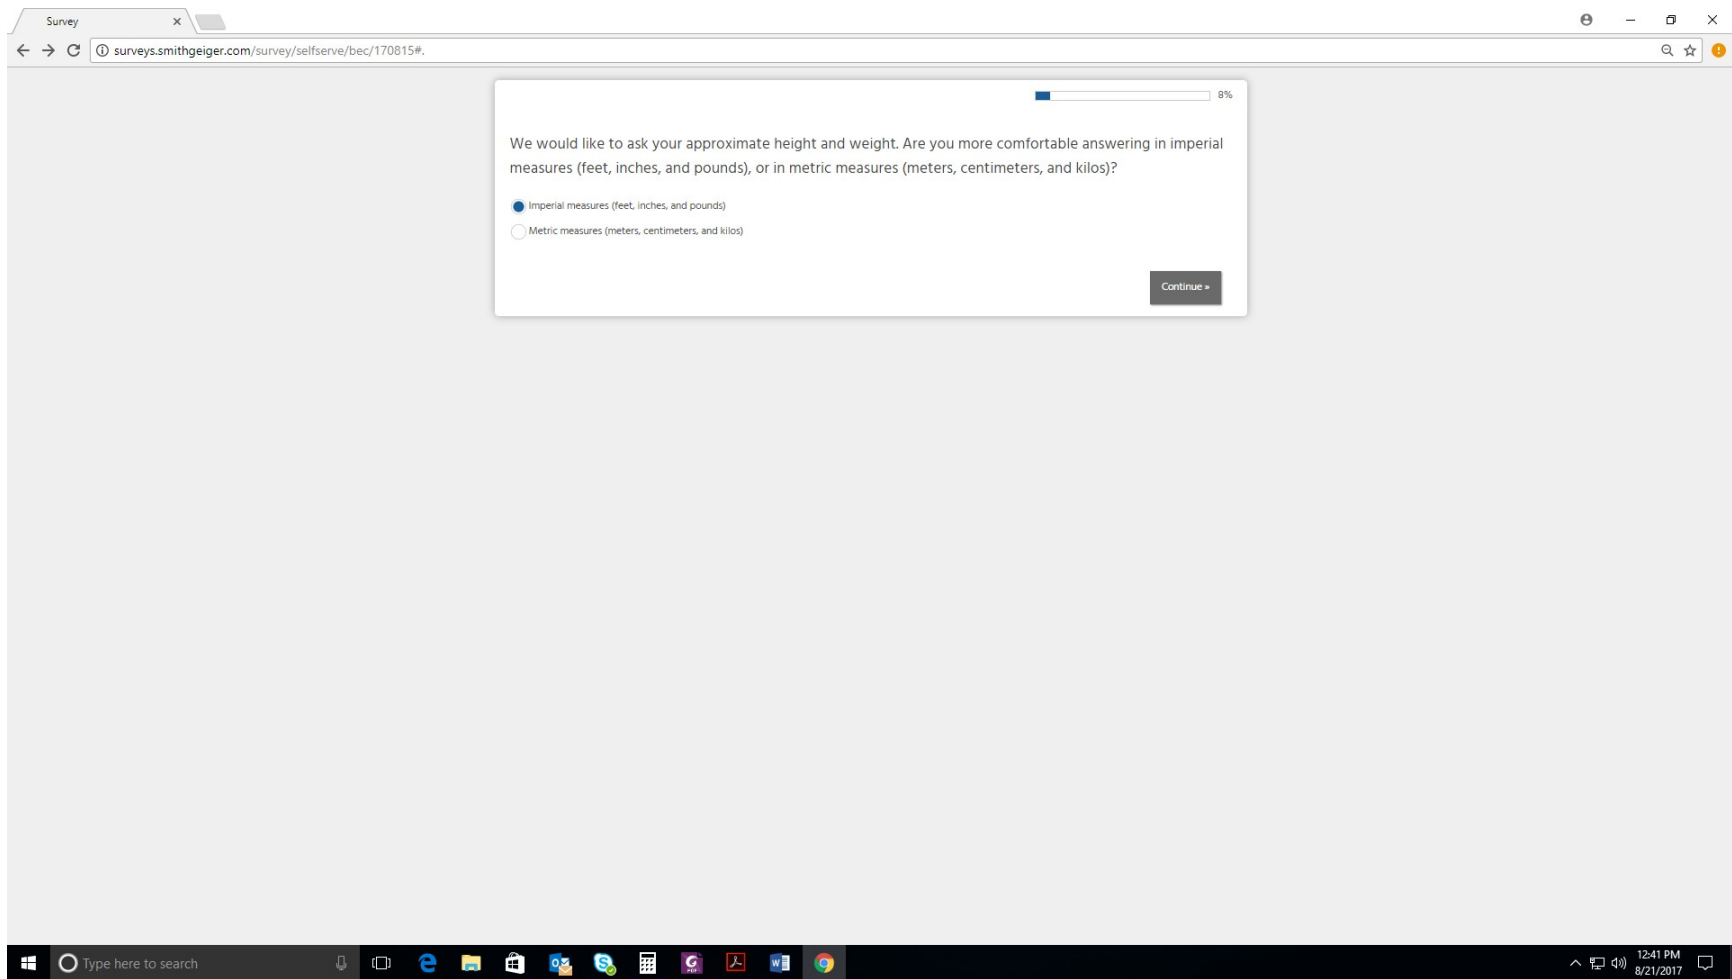 Survey
surveys.smithgeiger.com/survey/selfserve/bec/170815#.
8%
We would like to ask your approximate height and weight. Are you more comfortable answering in imperial
measures (feet, inches, and pounds), or in metric measures (meters, centimeters, and kilos)?
Imperial measures (feet, inches, and pounds)
Metric measures (meters, centimeters, and kilos)
Continue »
Type here to search
12:41 PM
8/21/2017